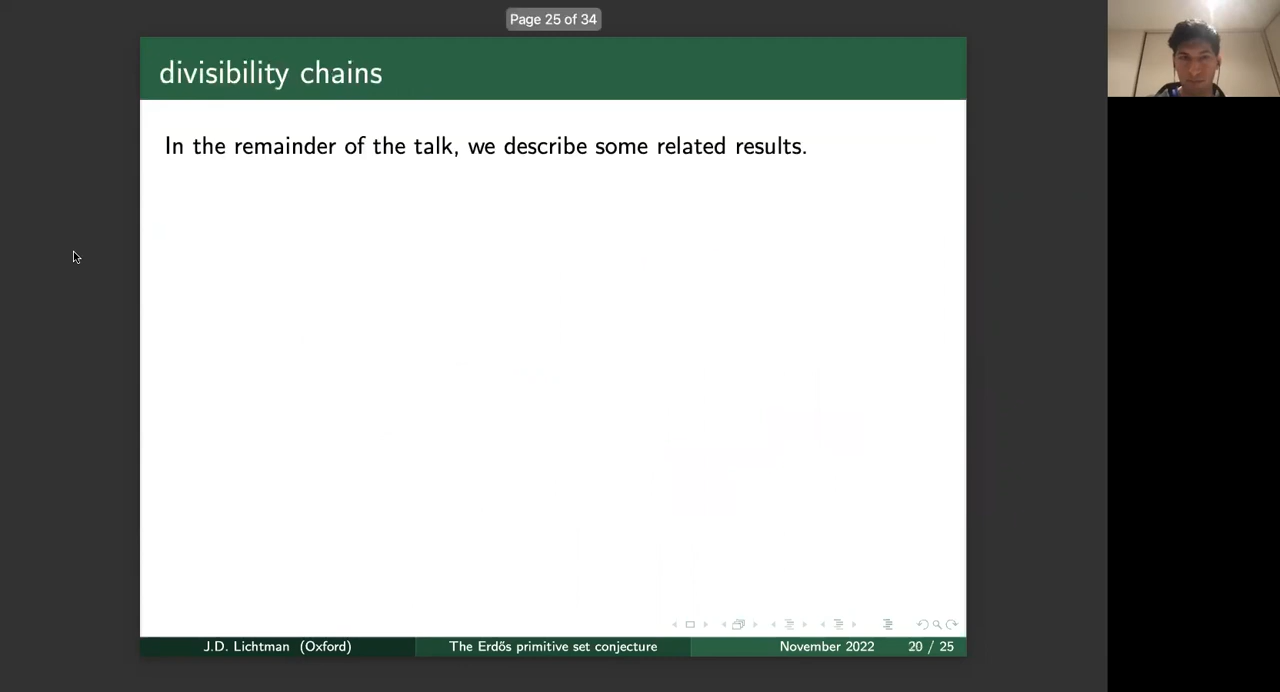 Page 25 of 34
divisibility chains
In the remainder of the talk, we describe some related results.
J.D. Lichtman (Oxford)
The Erdős primitive set conjecture
November 2022
20 / 25